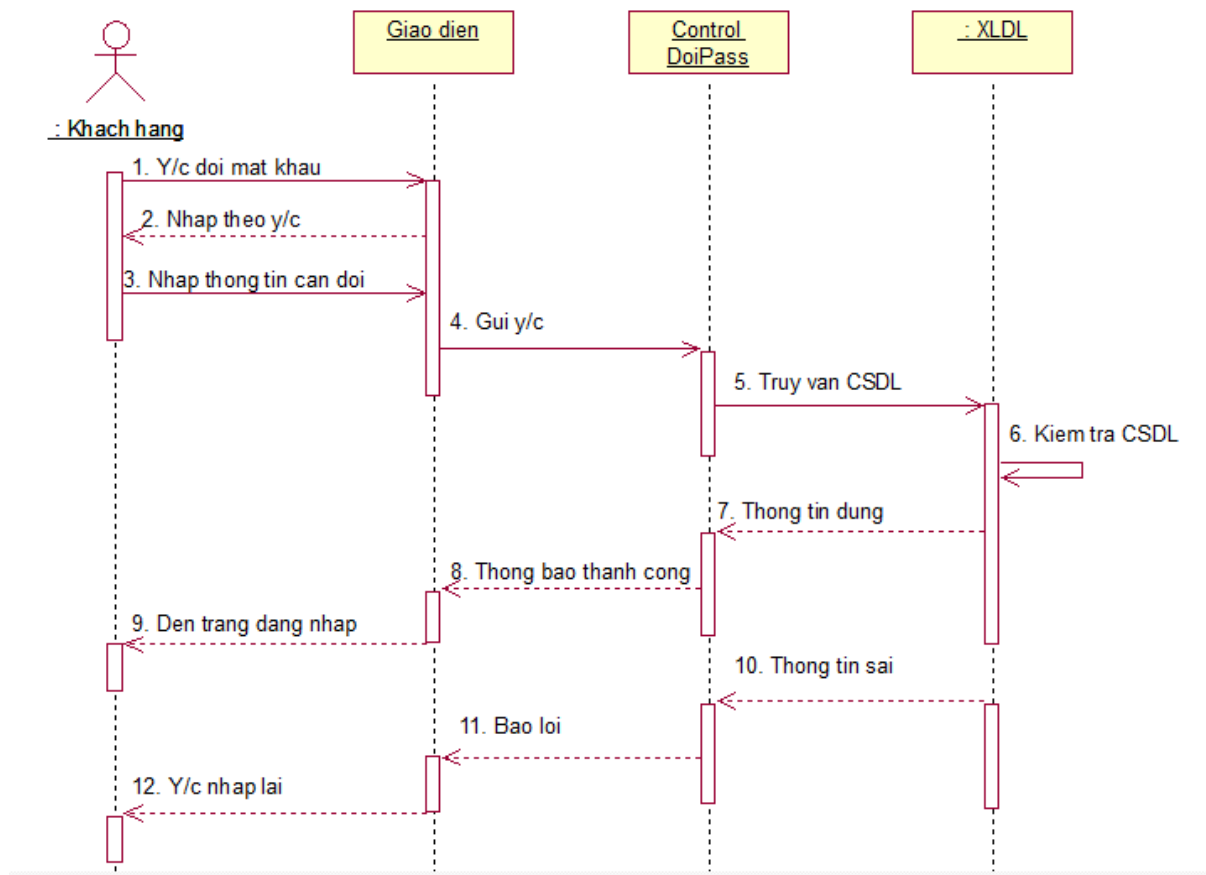 Giao dien
Control
DoiPass
: XLDL
: Khach hang
1. Y/c doi mat khau
2. Nhap theo y/c
3. Nhap thong tin can doi
4. Gui y/c
5. Truy van CSDL
6. Kiem tra CSDL
7. Thong tin dung
8. Thong bao thanh cong
9. Den trang dang nhap
10. Thong tin sai
11. Bao loi
12. Y/c nhap lai